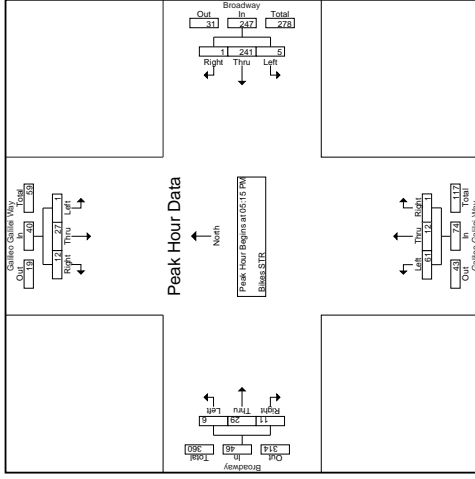 Broadway
Out In Total
31 247 278
1 241 5
Right Thru Left
Galileo Galilei Way
Out In Total
19 40 59
12 27 1
Right Thru Left
Peak Hour Data
North
Peak Hour Begins at 05:15 PM
Bikes STR
Left Thru Right
61 12 1
43 74 117
Out In Total
Galileo Galilei Way
Left Thru Right
6 29 11
360 46 314
Total In Out
Broadway